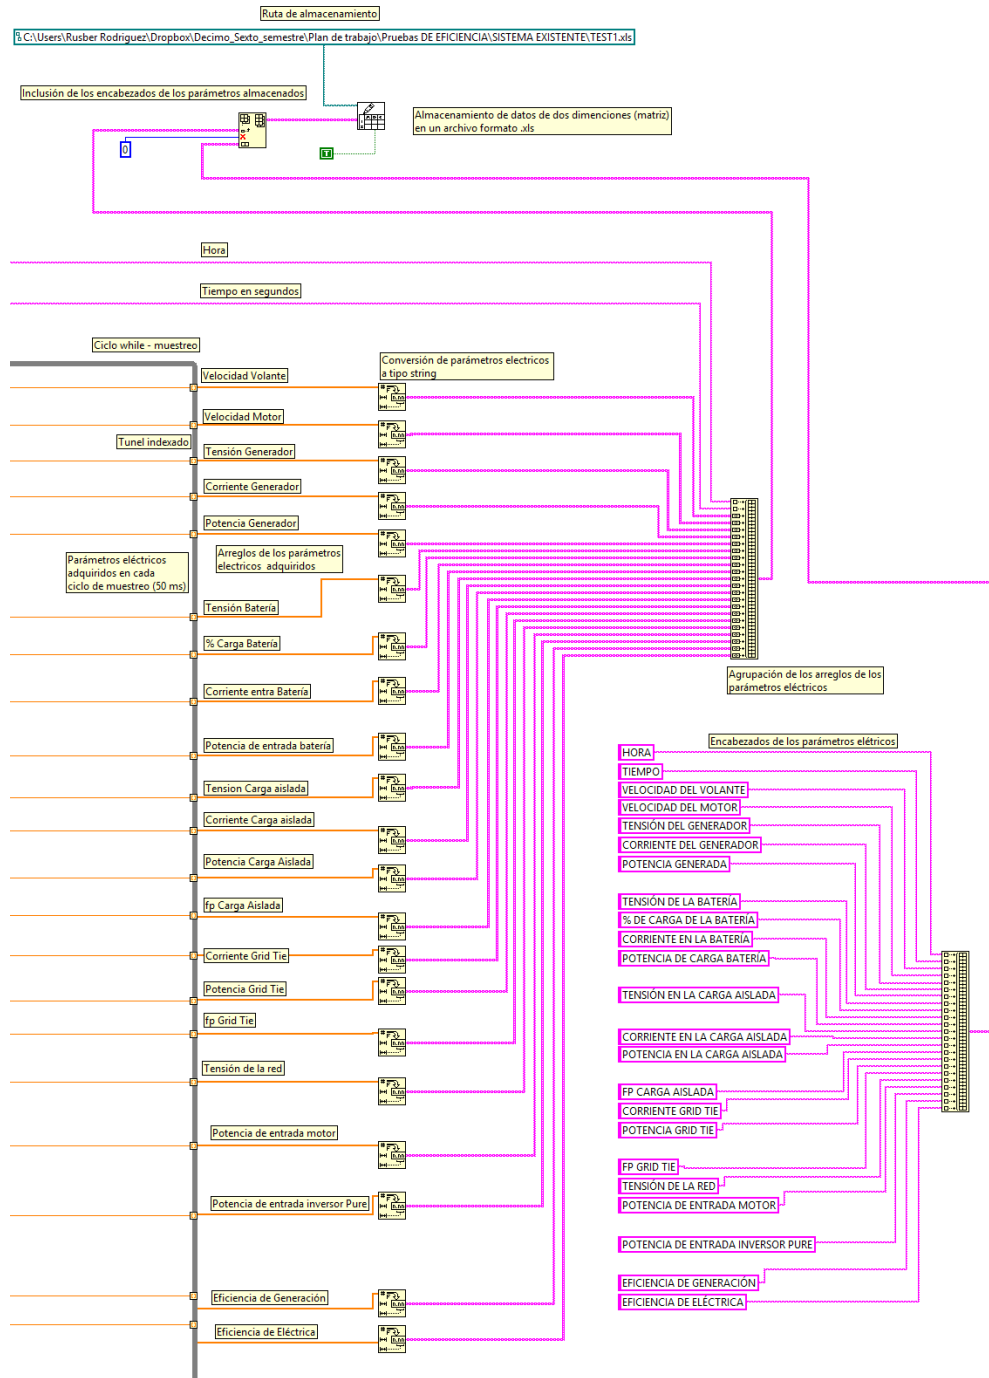 Ruta de almacenamiento
C:\Users\Rusber Rodriguez\Dropbox\Decimo_Sexto_semestre\Plan de trabajo\Pruebas DE EFICIENCIA\SISTEMA EXISTENTE\TEST1.xls
Inclusión de los encabezados de los parámetros almacenados
Almacenamiento de datos de dos dimenciones (matriz)
en un archivo formato .xls
0
T
Hora
Tiempo en segundos
Ciclo while - muestreo
Conversión de parámetros electricos
a tipo string
Velocidad Volante
Velocidad Motor
Tunel indexado
Tensión Generador
Corriente Generador
Potencia Generador
Parámetros eléctricos
adquiridos en cada
ciclo de muestreo (50 ms)
Arreglos de los parámetros
electricos adquiridos
Tensión Batería
% Carga Batería
Corriente entra Batería
Potencia de entrada batería
Tension Carga aislada
Corriente Carga aislada
Potencia Carga Aislada
fp Carga Aislada
Corriente Grid Tie
Potencia Grid Tie
fp Grid Tie
Tensión de la red
Potencia de entrada motor
Potencia de entrada inversor Pure
Eficiencia de Generación
Eficiencia de Eléctrica
Agrupación de los arreglos de los
parámetros eléctricos
Encabezados de los parámetros elétricos
HORA
TIEMPO
VELOCIDAD DEL VOLANTE
VELOCIDAD DEL MOTOR
TENSIÓN DEL GENERADOR
CORRIENTE DEL GENERADOR
POTENCIA GENERADA
TENSIÓN DE LA BATERÍA
% DE CARGA DE LA BATERÍA
CORRIENTE EN LA BATERÍA
POTENCIA DE CARGA BATERÍA
TENSIÓN EN LA CARGA AISLADA
CORRIENTE EN LA CARGA AISLADA
POTENCIA EN LA CARGA AISLADA
FP CARGA AISLADA
CORRIENTE GRID TIE
POTENCIA GRID TIE
FP GRID TIE
TENSIÓN DE LA RED
POTENCIA DE ENTRADA MOTOR
POTENCIA DE ENTRADA INVERSOR PURE
EFICIENCIA DE GENERACIÓN
EFICIENCIA DE ELÉCTRICA